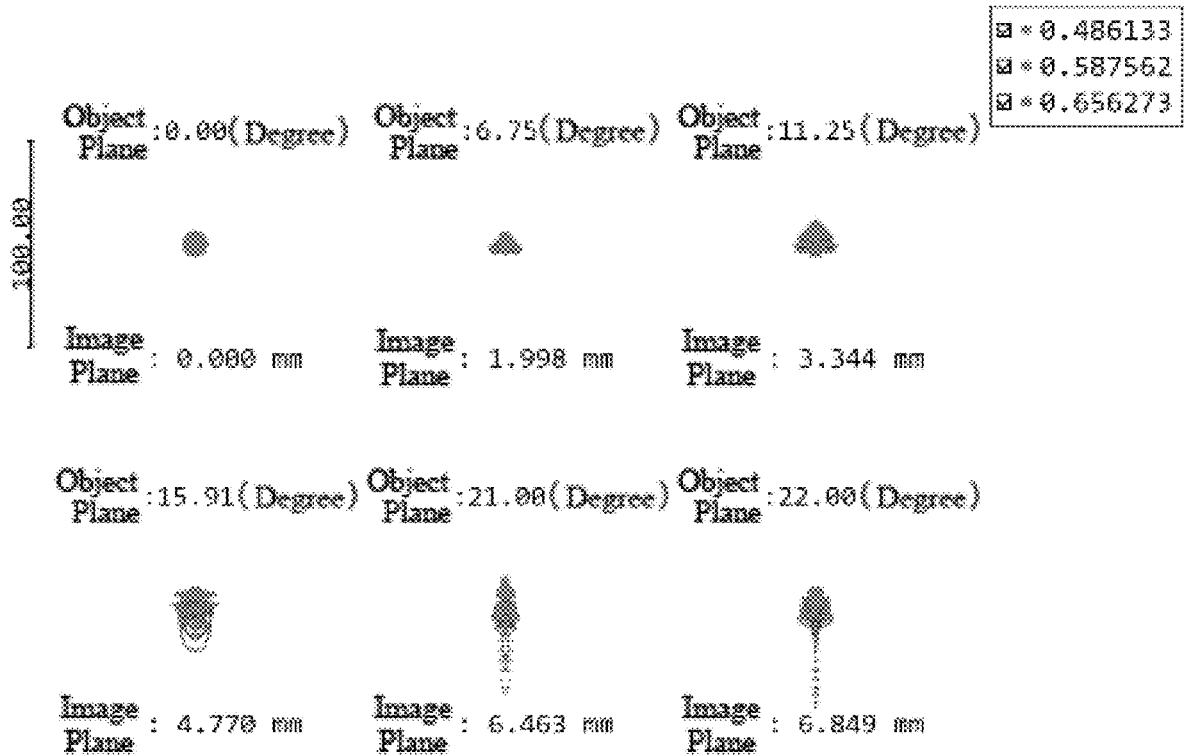 = 0.486133
= 0.587562
= 0.656273
Object Plane :0.00(Degree)
Object Plane :6.75(Degree)
Object Plane :11.25(Degree)
100.00
Image Plane : 0.000 mm
Image Plane : 1.998 mm
Image Plane : 3.344 mm
Object Plane :15.91(Degree)
Object Plane :21.00(Degree)
Object Plane :22.00(Degree)
Image Plane : 4.770 mm
Image Plane : 6.463 mm
Image Plane : 6.849 mm